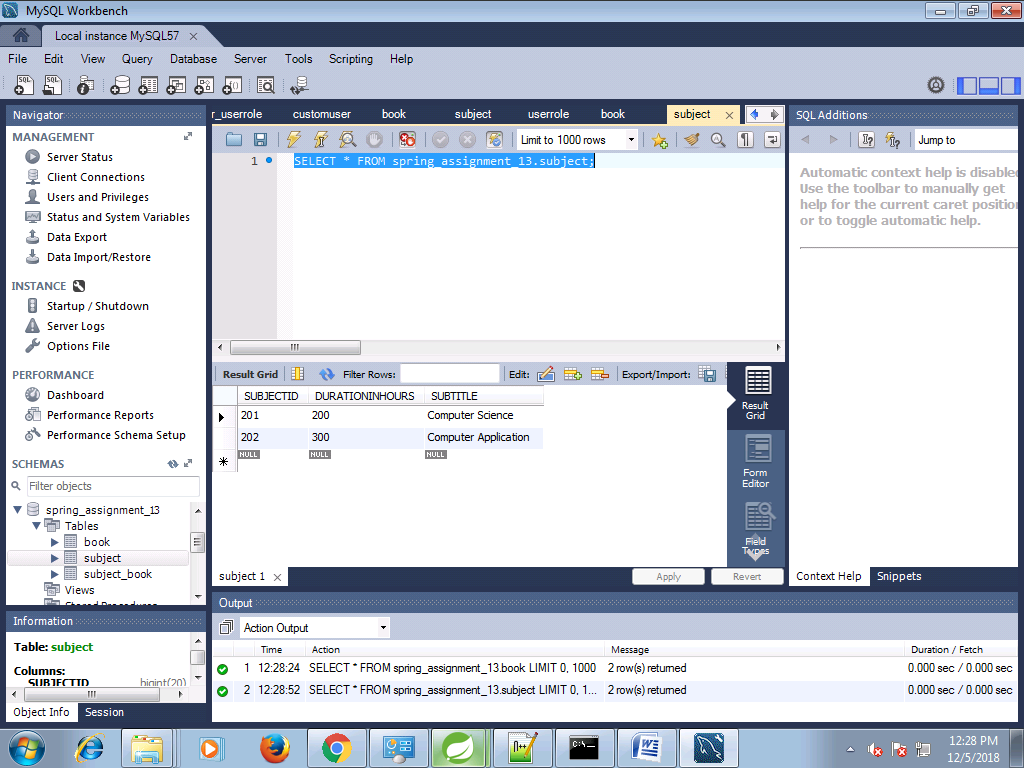 MySQL Workbench
Local instance MySQL57
File Edit View Query Database Server Tools Scripting Help
Navigator
MANAGEMENT
Server Status
Client Connections
Users and Privileges
Status and System Variables
Data Export
Data Import/Restore
INSTANCE
Startup / Shutdown
Server Logs
Options File
PERFORMANCE
Dashboard
Performance Reports
Performance Schema Setup
SCHEMAS
Filter objects
spring_assignment_13
Tables
book
subject
subject_book
Views
Stored Procedures
Information
Table: subject
Columns:
SUBJECTID bigint(20)
Object Info Session
r_userrole customuser book subject userrole book subject
Limit to 1000 rows
1 SELECT * FROM spring_assignment_13.subject;
Result Grid Filter Rows: Edit: Export/Import:
SUBJECTID DURATIONINHOURS SUBTITLE
201 200 Computer Science
202 300 Computer Application
NULL NULL NULL
Result
Grid
Form
Editor
Field
Types
subject 1 Apply Revert
SQL Additions
Jump to
Automatic context help is disabled
Use the toolbar to manually get
help for the current caret position
or to toggle automatic help.
Context Help Snippets
Output
Action Output
Time Action Message Duration / Fetch
1 12:28:24 SELECT * FROM spring_assignment_13.book LIMIT 0, 1000 2 row(s) returned 0.000 sec / 0.000 sec
2 12:28:52 SELECT * FROM spring_assignment_13.subject LIMIT 0, 1... 2 row(s) returned 0.000 sec / 0.000 sec
12:28 PM
12/5/2018